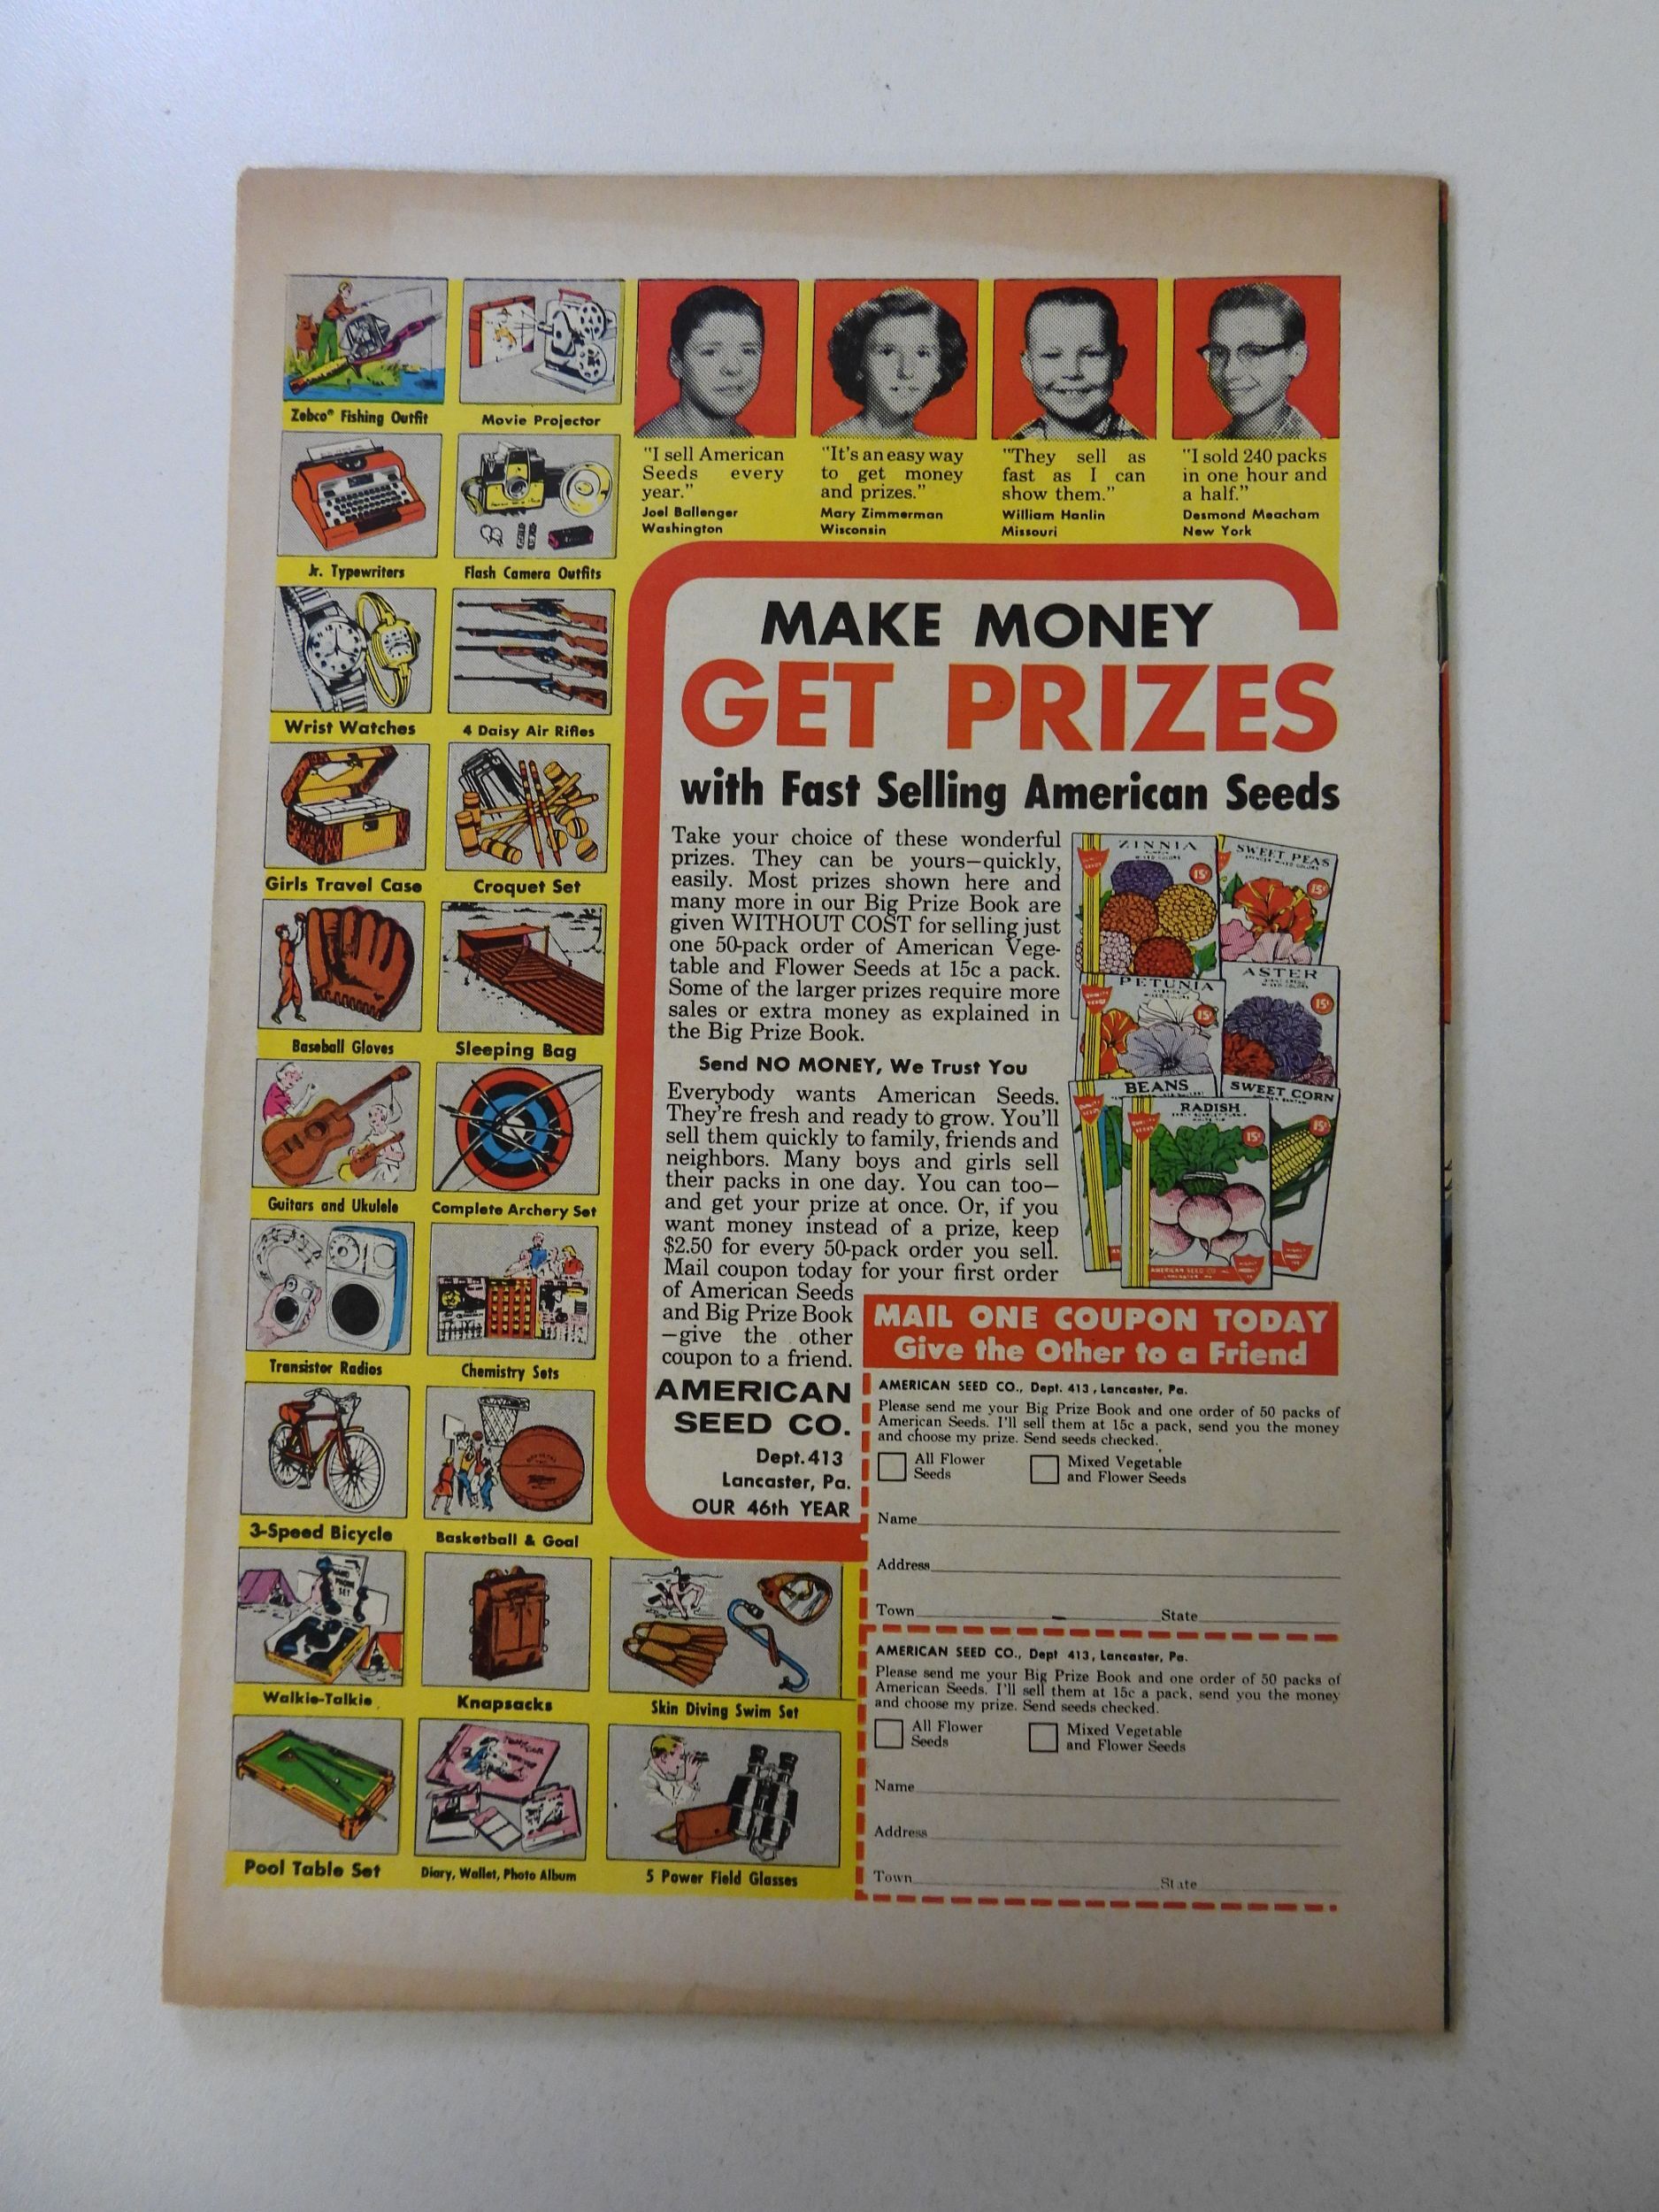 Zebco® Fishing Outfit
Movie Projector
Jr. Typewriters
Flash Camera Outfits
Wrist Watches
4 Daisy Air Rifles
Girls Travel Case
Croquet Set
Baseball Gloves
Sleeping Bag
Guitars and Ukulele
Complete Archery Set
Transistor Radios
Chemistry Sets
3-Speed Bicycle
Basketball & Goal
HAND
PHONE
SET
Walkie-Talkie
Knapsacks
Skin Diving Swim Set
Pool Table Set
Diary, Wallet, Photo Album
5 Power Field Glasses
"I sell American
Seeds every
year."
Joel Ballenger
Washington
"It's an easy way
to get money
and prizes."
Mary Zimmerman
Wisconsin
"They sell as
fast as I can
show them."
William Hanlin
Missouri
"I sold 240 packs
in one hour and
a half."
Desmond Meacham
New York
MAKE MONEY
GET PRIZES
with Fast Selling American Seeds
Take your choice of these wonderful
prizes. They can be yours—quickly,
easily. Most prizes shown here and
many more in our Big Prize Book are
given WITHOUT COST for selling just
one 50-pack order of American Vege-
table and Flower Seeds at 15c a pack.
Some of the larger prizes require more
sales or extra money as explained in
the Big Prize Book.
Send NO MONEY, We Trust You
Everybody wants American Seeds.
They're fresh and ready to grow. You'll
sell them quickly to family, friends and
neighbors. Many boys and girls sell
their packs in one day. You can too—
and get your prize at once. Or, if you
want money instead of a prize, keep
$2.50 for every 50-pack order you sell.
Mail coupon today for your first order
of American Seeds
and Big Prize Book
—give the other
coupon to a friend.
AMERICAN
SEED CO.
Dept. 413
Lancaster, Pa.
OUR 46th YEAR
ZINNIA
15¢
SWEET PEAS
15¢
PETUNIA
15¢
ASTER
15¢
BEANS
SWEET CORN
15¢
RADISH
15¢
AMERICAN SEED CO.
MAIL ONE COUPON TODAY
Give the Other to a Friend
AMERICAN SEED CO., Dept. 413, Lancaster, Pa.
Please send me your Big Prize Book and one order of 50 packs of
American Seeds. I'll sell them at 15c a pack, send you the money
and choose my prize. Send seeds checked.
All Flower
Seeds
Mixed Vegetable
and Flower Seeds
Name
Address
Town State
AMERICAN SEED CO., Dept 413, Lancaster, Pa.
Please send me your Big Prize Book and one order of 50 packs of
American Seeds. I'll sell them at 15c a pack, send you the money
and choose my prize. Send seeds checked.
All Flower
Seeds
Mixed Vegetable
and Flower Seeds
Name
Address
Town State